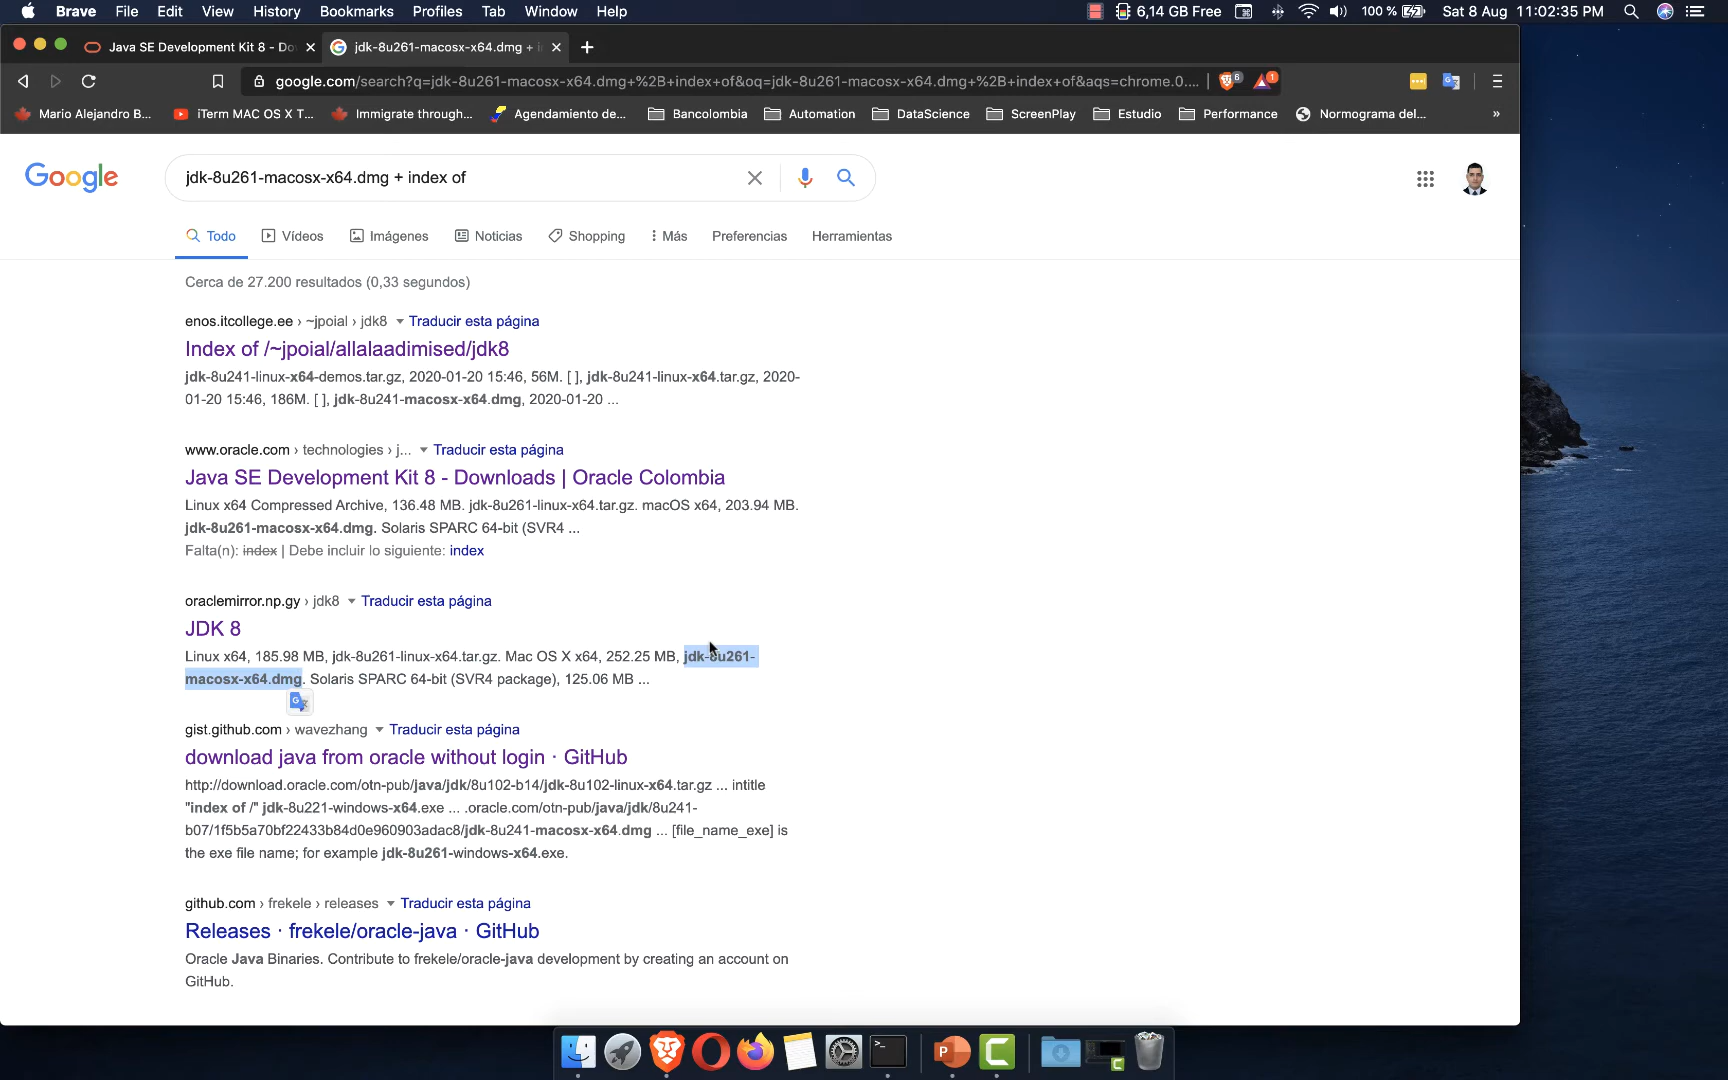 Brave File Edit View History Bookmarks Profiles Tab Window Help 6,14 GB Free 100 % Sat 8 Aug 11:02:35 PM
Java SE Development Kit 8 - Do jdk-8u261-macosx-x64.dmg + i
google.com/search?q=jdk-8u261-macosx-x64.dmg+%2B+index+of&oq=jdk-8u261-macosx-x64.dmg+%2B+index+of&aqs=chrome.0.... 6 1
Mario Alejandro B... iTerm MAC OS X T... Immigrate through... Agendamiento de... Bancolombia Automation DataScience ScreenPlay Estudio Performance Normograma del... »
Google jdk-8u261-macosx-x64.dmg + index of
Todo Vídeos Imágenes Noticias Shopping Más Preferencias Herramientas
Cerca de 27.200 resultados (0,33 segundos)
enos.itcollege.ee › ~jpoial › jdk8 Traducir esta página
Index of /~jpoial/allalaadimised/jdk8
jdk-8u241-linux-x64-demos.tar.gz, 2020-01-20 15:46, 56M. [ ], jdk-8u241-linux-x64.tar.gz, 2020-
01-20 15:46, 186M. [ ], jdk-8u241-macosx-x64.dmg, 2020-01-20 ...
www.oracle.com › technologies › j... Traducir esta página
Java SE Development Kit 8 - Downloads | Oracle Colombia
Linux x64 Compressed Archive, 136.48 MB. jdk-8u261-linux-x64.tar.gz. macOS x64, 203.94 MB.
jdk-8u261-macosx-x64.dmg. Solaris SPARC 64-bit (SVR4 ...
Falta(n): index | Debe incluir lo siguiente: index
oraclemirror.np.gy › jdk8 Traducir esta página
JDK 8
Linux x64, 185.98 MB, jdk-8u261-linux-x64.tar.gz. Mac OS X x64, 252.25 MB, jdk-8u261-
macosx-x64.dmg. Solaris SPARC 64-bit (SVR4 package), 125.06 MB ...
gist.github.com › wavezhang Traducir esta página
download java from oracle without login · GitHub
http://download.oracle.com/otn-pub/java/jdk/8u102-b14/jdk-8u102-linux-x64.tar.gz ... intitle
"index of /" jdk-8u221-windows-x64.exe ... .oracle.com/otn-pub/java/jdk/8u241-
b07/1f5b5a70bf22433b84d0e960903adac8/jdk-8u241-macosx-x64.dmg ... [file_name_exe] is
the exe file name; for example jdk-8u261-windows-x64.exe.
github.com › frekele › releases Traducir esta página
Releases · frekele/oracle-java · GitHub
Oracle Java Binaries. Contribute to frekele/oracle-java development by creating an account on
GitHub.